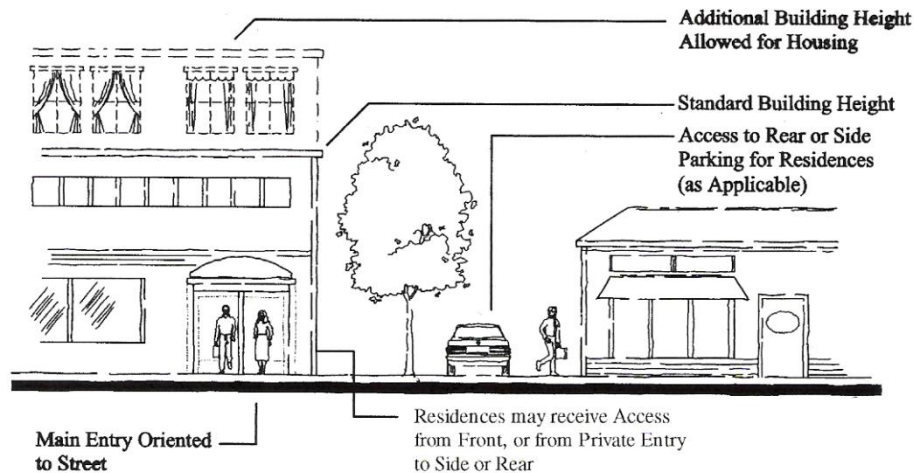 Additional Building Height
Allowed for Housing
Standard Building Height
Access to Rear or Side
Parking for Residences
(as Applicable)
Main Entry Oriented
to Street
Residences may receive Access
from Front, or from Private Entry
to Side or Rear